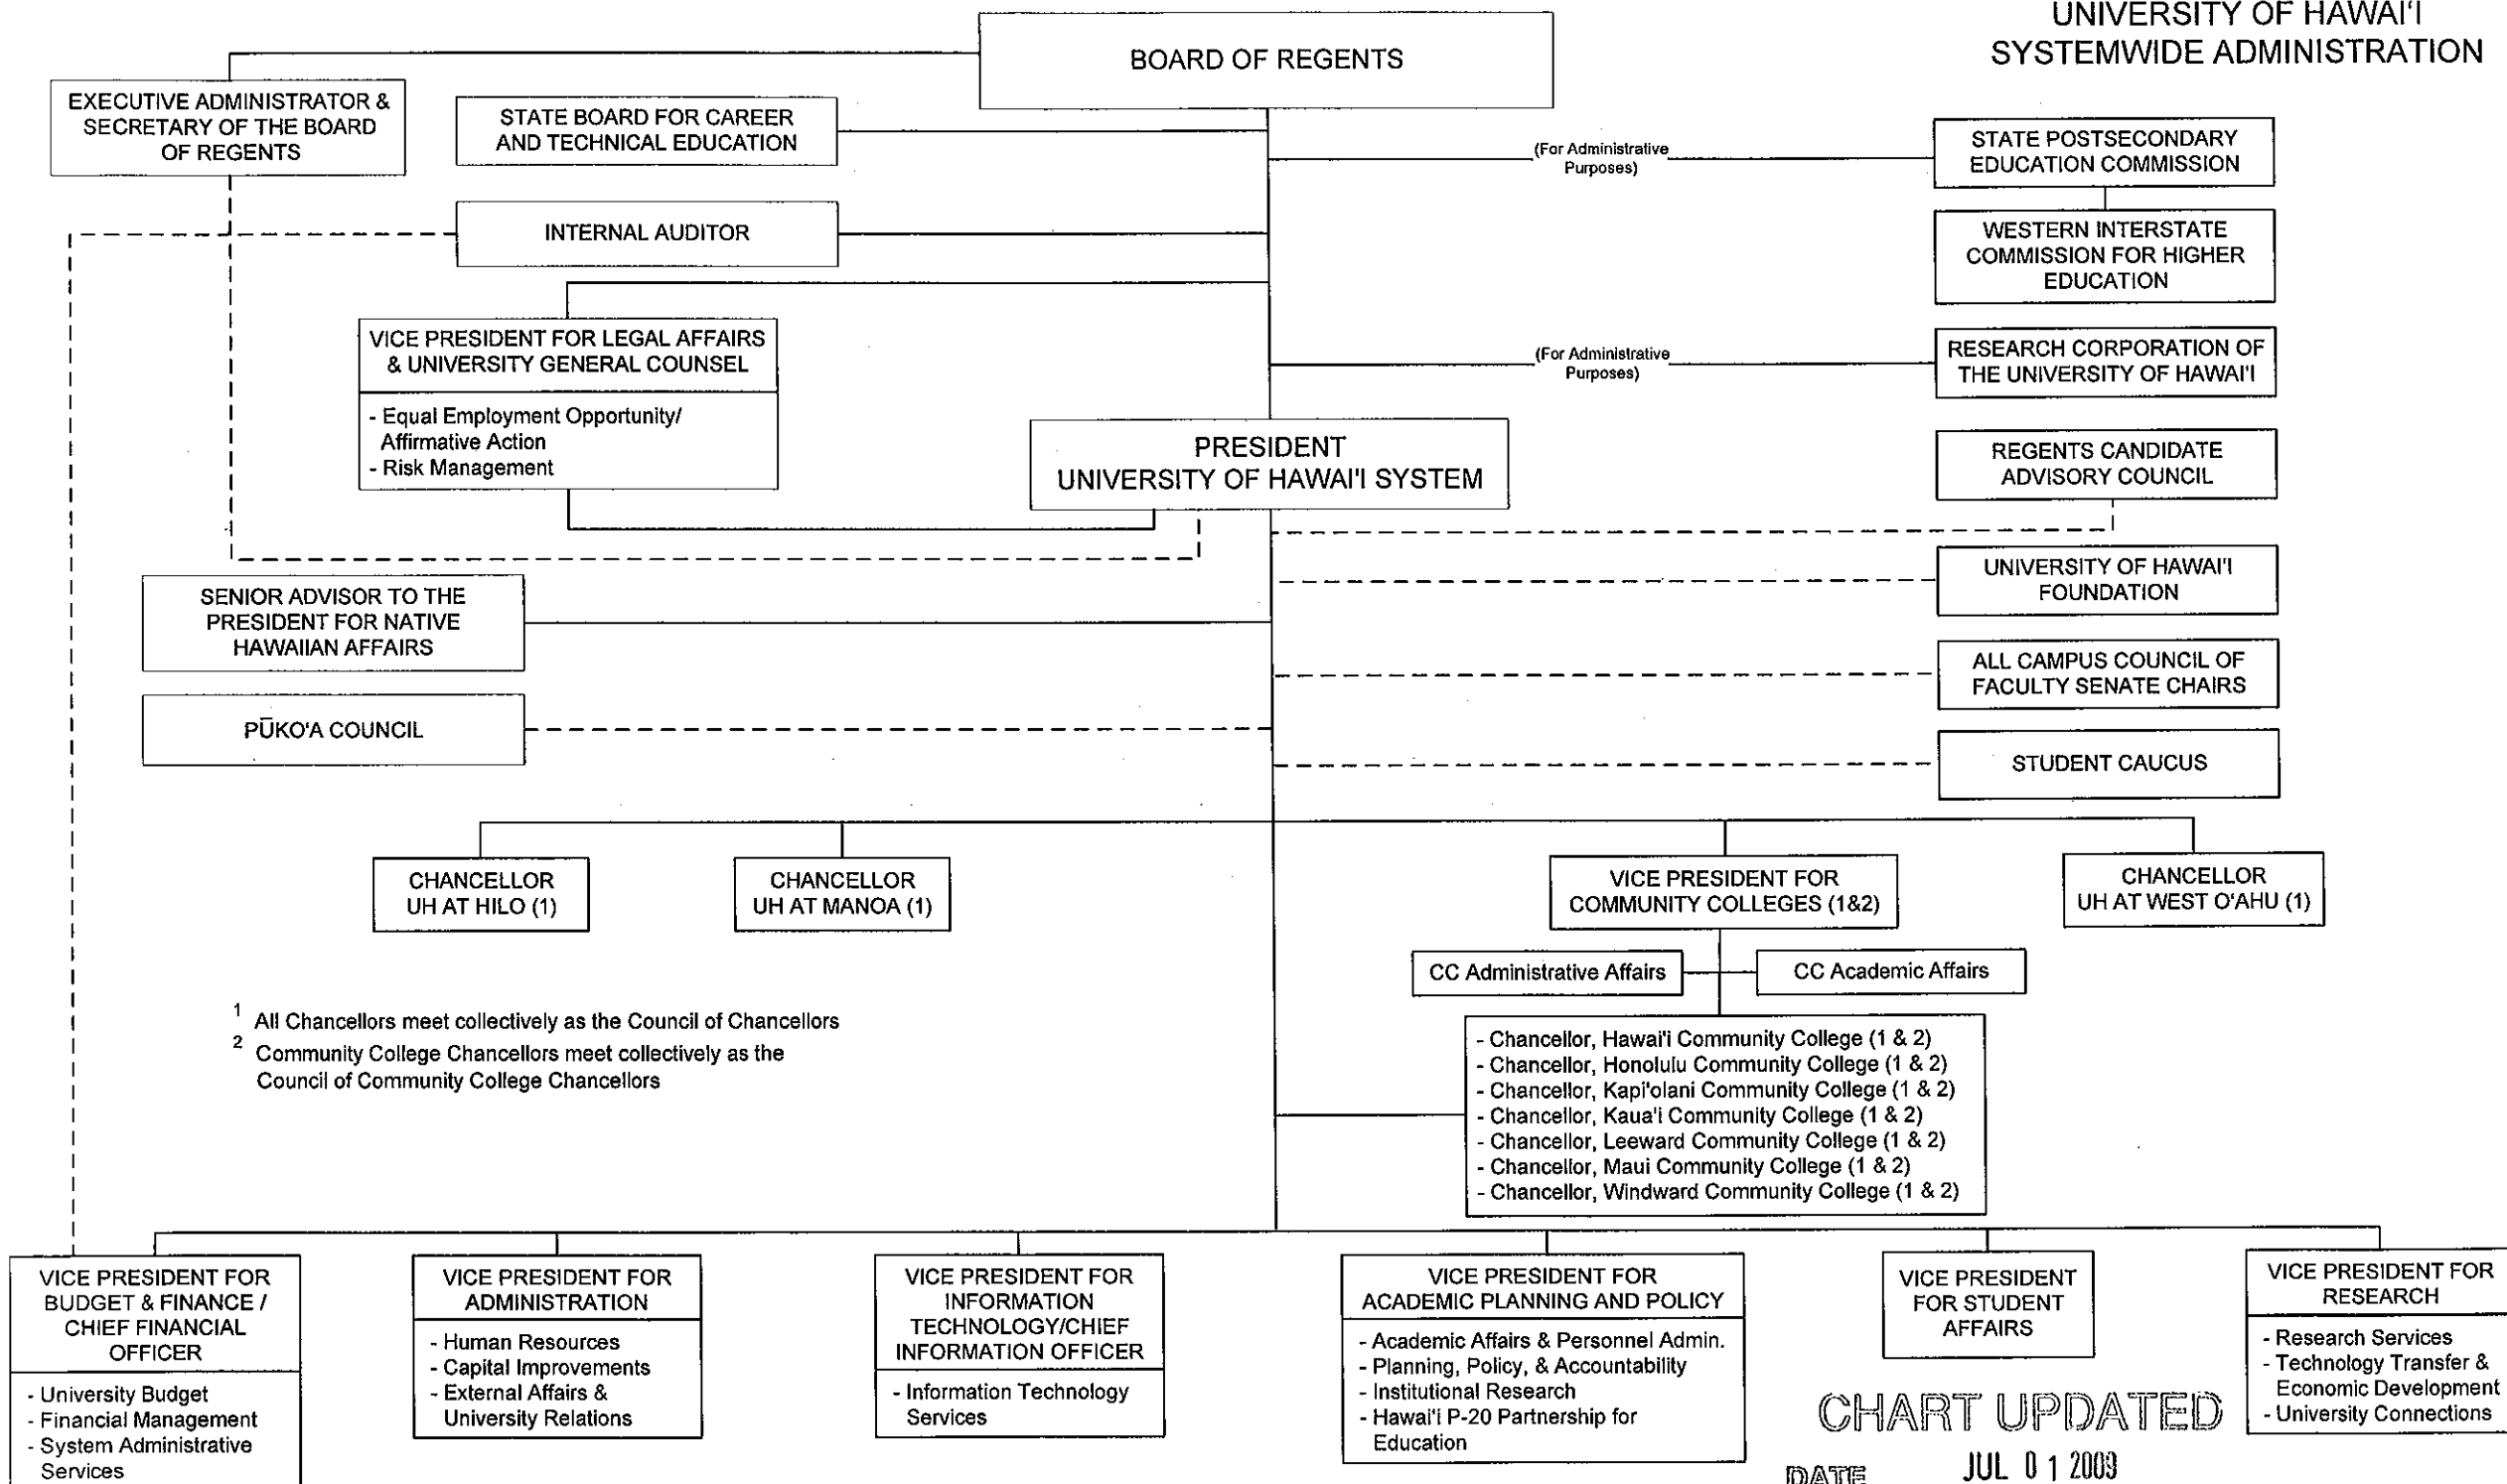 UNIVERSITY OF HAWAI'I
SYSTEMWIDE ADMINISTRATION
BOARD OF REGENTS
EXECUTIVE ADMINISTRATOR &
SECRETARY OF THE BOARD
OF REGENTS
STATE BOARD FOR CAREER
AND TECHNICAL EDUCATION
(For Administrative
Purposes)
STATE POSTSECONDARY
EDUCATION COMMISSION
INTERNAL AUDITOR
WESTERN INTERSTATE
COMMISSION FOR HIGHER
EDUCATION
VICE PRESIDENT FOR LEGAL AFFAIRS
& UNIVERSITY GENERAL COUNSEL
- Equal Employment Opportunity/
Affirmative Action
- Risk Management
(For Administrative
Purposes)
RESEARCH CORPORATION OF
THE UNIVERSITY OF HAWAI'I
PRESIDENT
UNIVERSITY OF HAWAI'I SYSTEM
REGENTS CANDIDATE
ADVISORY COUNCIL
UNIVERSITY OF HAWAI'I
FOUNDATION
SENIOR ADVISOR TO THE
PRESIDENT FOR NATIVE
HAWAIIAN AFFAIRS
ALL CAMPUS COUNCIL OF
FACULTY SENATE CHAIRS
PŪKO'A COUNCIL
STUDENT CAUCUS
CHANCELLOR
UH AT HILO (1)
CHANCELLOR
UH AT MANOA (1)
VICE PRESIDENT FOR
COMMUNITY COLLEGES (1&2)
CHANCELLOR
UH AT WEST O'AHU (1)
CC Administrative Affairs
CC Academic Affairs
1 All Chancellors meet collectively as the Council of Chancellors
2 Community College Chancellors meet collectively as the
Council of Community College Chancellors
- Chancellor, Hawai'i Community College (1 & 2)
- Chancellor, Honolulu Community College (1 & 2)
- Chancellor, Kapi'olani Community College (1 & 2)
- Chancellor, Kaua'i Community College (1 & 2)
- Chancellor, Leeward Community College (1 & 2)
- Chancellor, Maui Community College (1 & 2)
- Chancellor, Windward Community College (1 & 2)
VICE PRESIDENT FOR
BUDGET & FINANCE /
CHIEF FINANCIAL
OFFICER
- University Budget
- Financial Management
- System Administrative
Services
VICE PRESIDENT FOR
ADMINISTRATION
- Human Resources
- Capital Improvements
- External Affairs &
University Relations
VICE PRESIDENT FOR
INFORMATION
TECHNOLOGY/CHIEF
INFORMATION OFFICER
- Information Technology
Services
VICE PRESIDENT FOR
ACADEMIC PLANNING AND POLICY
- Academic Affairs & Personnel Admin.
- Planning, Policy, & Accountability
- Institutional Research
- Hawai'i P-20 Partnership for
Education
VICE PRESIDENT
FOR STUDENT
AFFAIRS
VICE PRESIDENT FOR
RESEARCH
- Research Services
- Technology Transfer &
Economic Development
- University Connections
CHART UPDATED
DATE JUL 01 2009